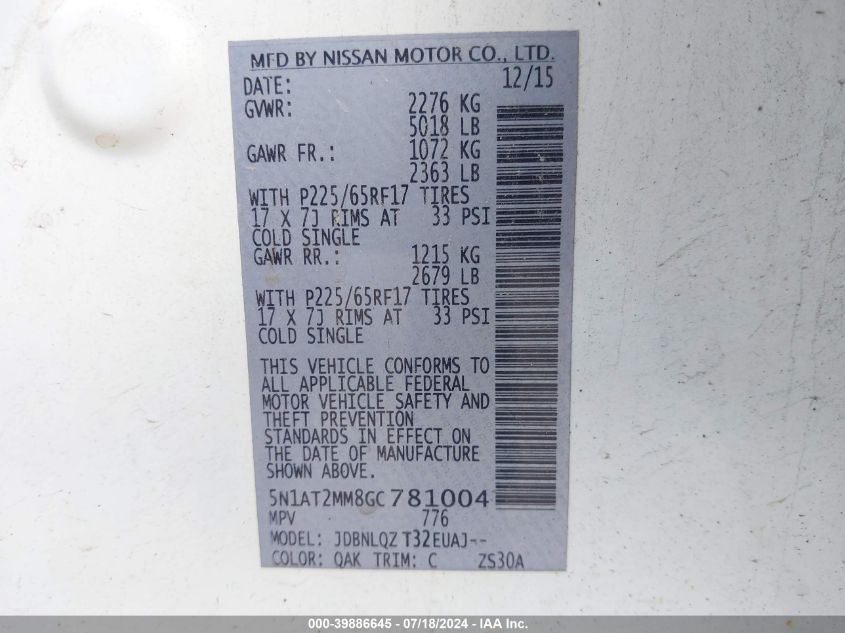 MFD BY NISSAN MOTOR CO., LTD.
DATE: 12/15
GVWR: 2276 KG
5018 LB
GAWR FR.: 1072 KG
2363 LB
WITH P225/65RF17 TIRES
17 X 7J RIMS AT 33 PSI
COLD SINGLE
GAWR RR.: 1215 KG
2679 LB
WITH P225/65RF17 TIRES
17 X 7J RIMS AT 33 PSI
COLD SINGLE
THIS VEHICLE CONFORMS TO
ALL APPLICABLE FEDERAL
MOTOR VEHICLE SAFETY AND
THEFT PREVENTION
STANDARDS IN EFFECT ON
THE DATE OF MANUFACTURE
SHOWN ABOVE.
5N1AT2MM8GC781004
MPV 776
MODEL: JDBNLQZ T32EUAJ--
COLOR: QAK TRIM: C ZS30A
000-39886645 - 07/18/2024 - IAA Inc.